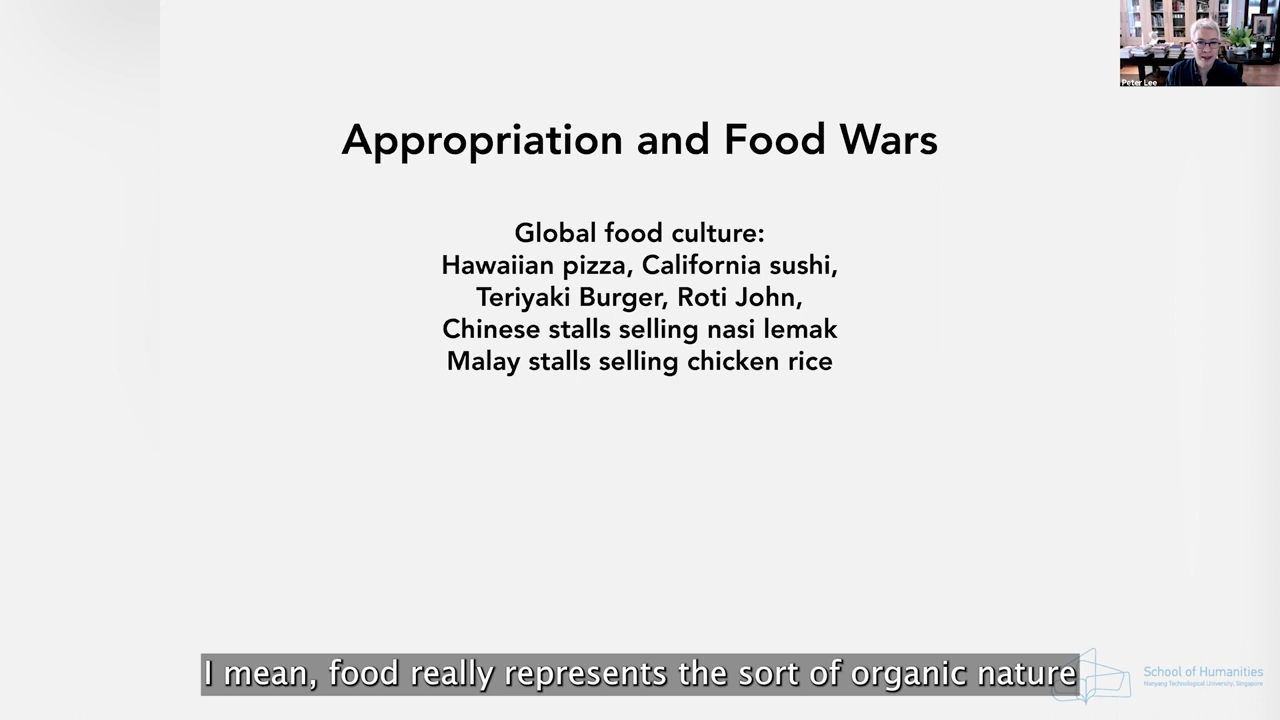 Peter Lee
Appropriation and Food Wars
Global food culture:
Hawaiian pizza, California sushi,
Teriyaki Burger, Roti John,
Chinese stalls selling nasi lemak
Malay stalls selling chicken rice
I mean, food really represents the sort of organic nature
School of Humanities
Nanyang Technological University, Singapore